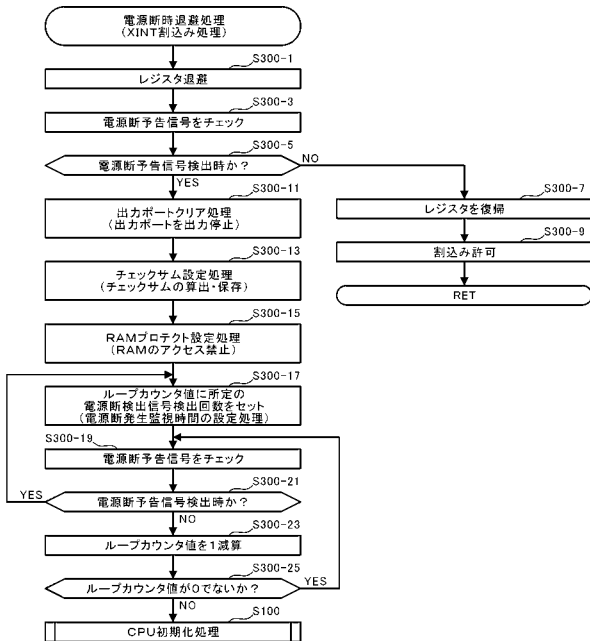 電源断時退避処理
(XINT割込み処理)
S300-1
レジスタ退避
S300-3
電源断予告信号をチェック
S300-5
電源断予告信号検出時か？
NO
YES
S300-7
レジスタを復帰
S300-9
割込み許可
RET
S300-11
出力ポートクリア処理
(出力ポートを出力停止)
S300-13
チェックサム設定処理
(チェックサムの算出・保存)
S300-15
RAMプロテクト設定処理
(RAMのアクセス禁止)
S300-17
ループカウンタ値に所定の
電源断検出信号検出回数をセット
(電源断発生監視時間の設定処理)
S300-19
電源断予告信号をチェック
S300-21
YES
電源断予告信号検出時か？
NO
S300-23
ループカウンタ値を1減算
S300-25
ループカウンタ値が0でないか？
YES
NO
S100
CPU初期化処理